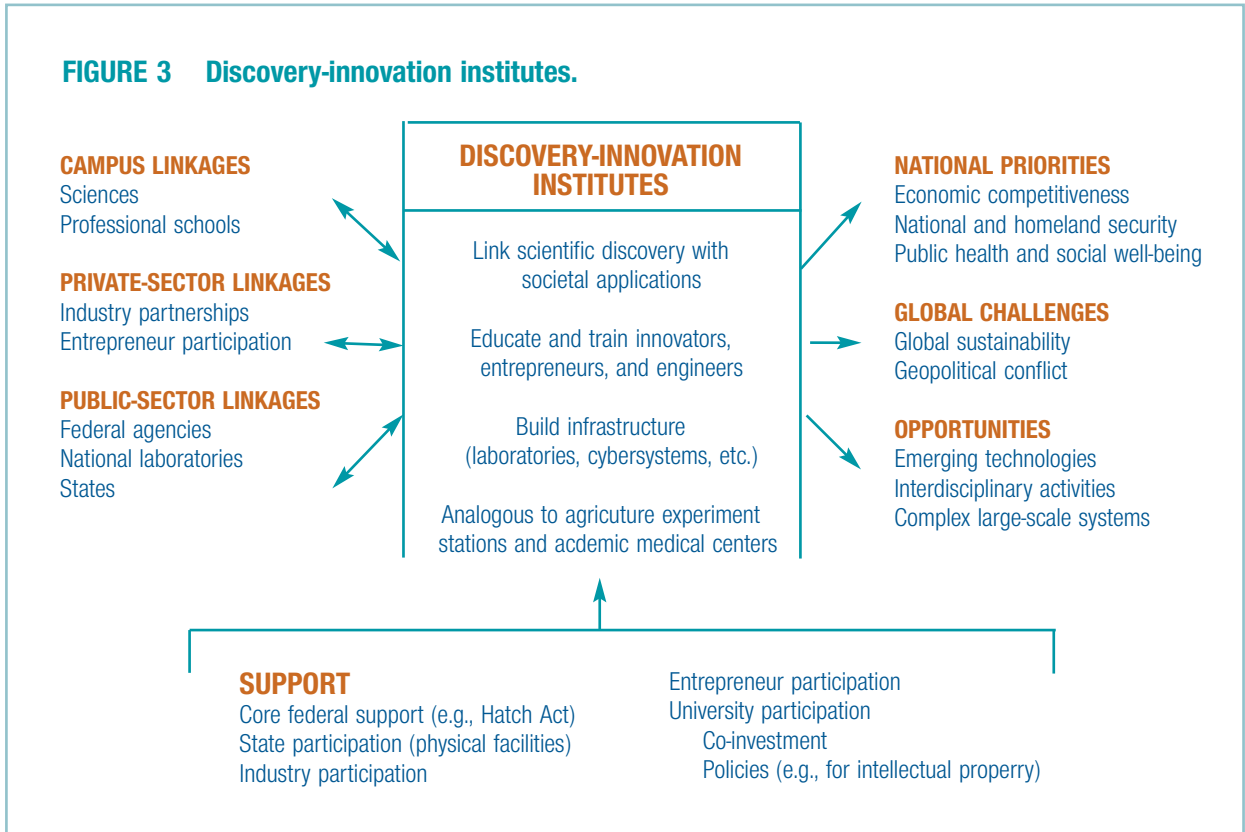 FIGURE 3 Discovery-innovation institutes.
CAMPUS LINKAGES
Sciences
Professional schools
PRIVATE-SECTOR LINKAGES
Industry partnerships
Entrepreneur participation
PUBLIC-SECTOR LINKAGES
Federal agencies
National laboratories
States
DISCOVERY-INNOVATION
INSTITUTES
Link scientific discovery with
societal applications
Educate and train innovators,
entrepreneurs, and engineers
Build infrastructure
(laboratories, cybersystems, etc.)
Analogous to agricuture experiment
stations and acdemic medical centers
NATIONAL PRIORITIES
Economic competitiveness
National and homeland security
Public health and social well-being
GLOBAL CHALLENGES
Global sustainability
Geopolitical conflict
OPPORTUNITIES
Emerging technologies
Interdisciplinary activities
Complex large-scale systems
SUPPORT
Core federal support (e.g., Hatch Act)
State participation (physical facilities)
Industry participation
Entrepreneur participation
University participation
Co-investment
Policies (e.g., for intellectual properry)